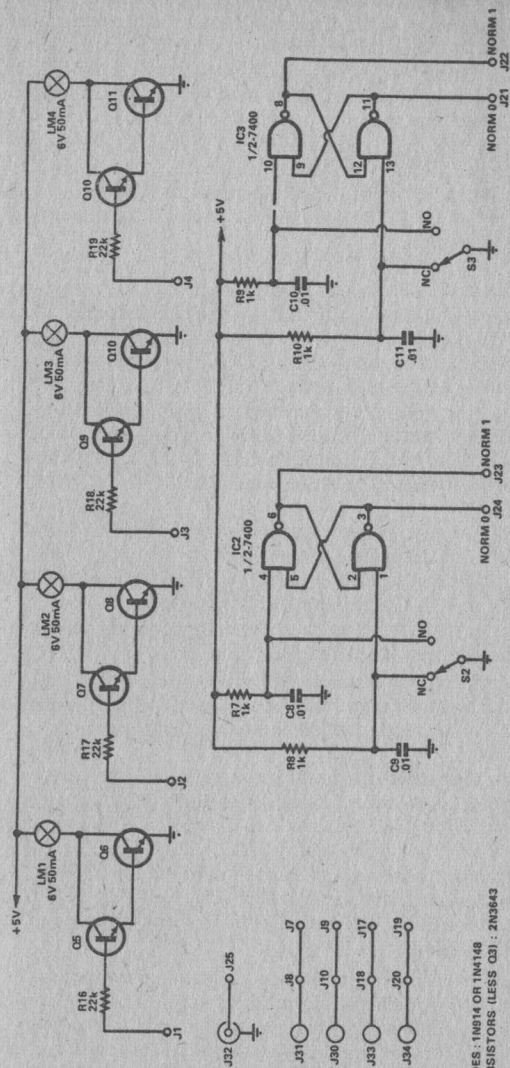 +5V
LM1
6V 50mA
R16
22k
Q5
Q6
J1
LM2
6V 50mA
R17
22k
Q7
Q8
J2
LM3
6V 50mA
R18
22k
Q9
Q10
J3
LM4
6V 50mA
R19
22k
Q10
Q11
J4
J32
J25
J31
J8
J7
J30
J10
J9
J33
J18
J17
J34
J20
J19
ES : 1N914 OR 1N4148
SISTORS (LESS Q3) : 2N3643
R7
1k
R8
1k
C8
.01
C9
.01
IC2
1/2-7400
4
5
6
2
1
3
NC
NO
S2
NORM 0
J24
NORM 1
J23
+5V
R9
1k
R10
1k
C10
.01
C11
.01
IC3
1/2-7400
10
9
8
12
13
11
NC
NO
S3
NORM 0
J21
NORM 1
J22